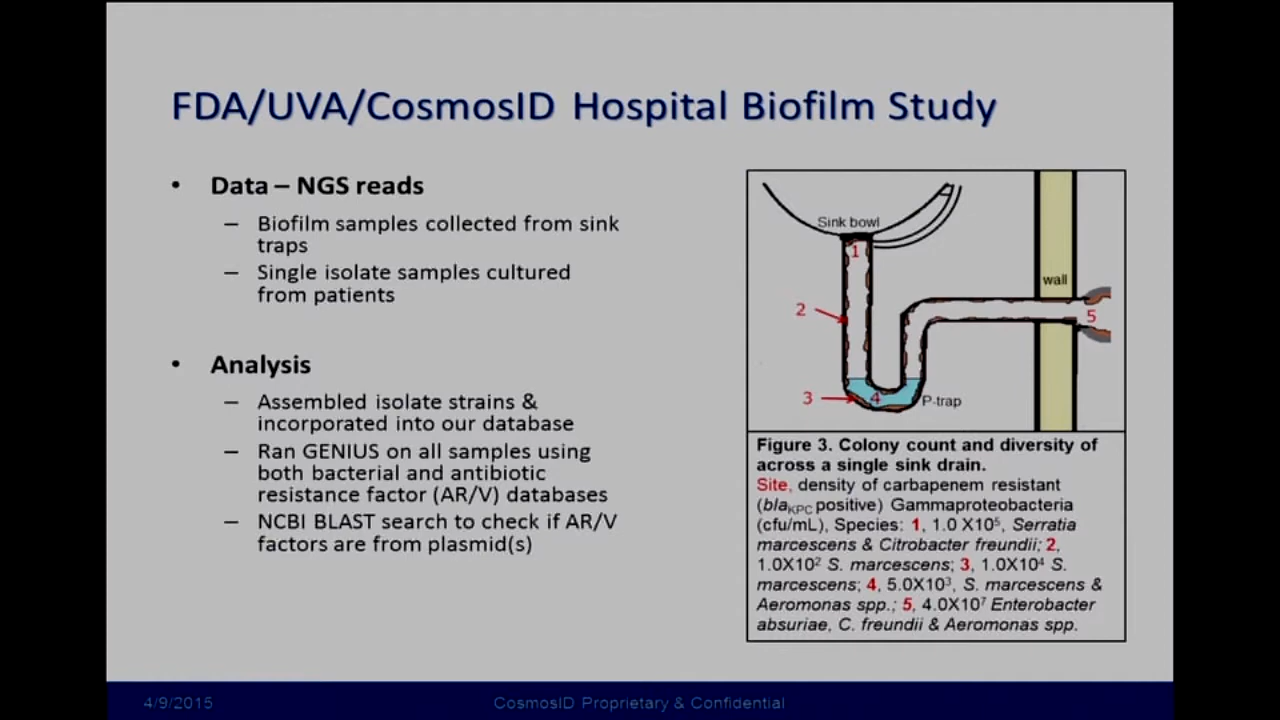 FDA/UVA/CosmosID Hospital Biofilm Study
• Data – NGS reads
– Biofilm samples collected from sink
traps
– Single isolate samples cultured
from patients
• Analysis
– Assembled isolate strains &
incorporated into our database
– Ran GENIUS on all samples using
both bacterial and antibiotic
resistance factor (AR/V) databases
– NCBI BLAST search to check if AR/V
factors are from plasmid(s)
Sink bowl
1
wall
2
5
3
4
P-trap
Figure 3. Colony count and diversity of
across a single sink drain.
Site, density of carbapenem resistant
(blaKPC positive) Gammaproteobacteria
(cfu/mL), Species: 1, 1.0 X10⁵, Serratia
marcescens & Citrobacter freundii; 2,
1.0X10² S. marcescens; 3, 1.0X10⁴ S.
marcescens; 4, 5.0X10³, S. marcescens &
Aeromonas spp.; 5, 4.0X10⁷ Enterobacter
absuriae, C. freundii & Aeromonas spp.
4/9/2015
CosmosID Proprietary & Confidential